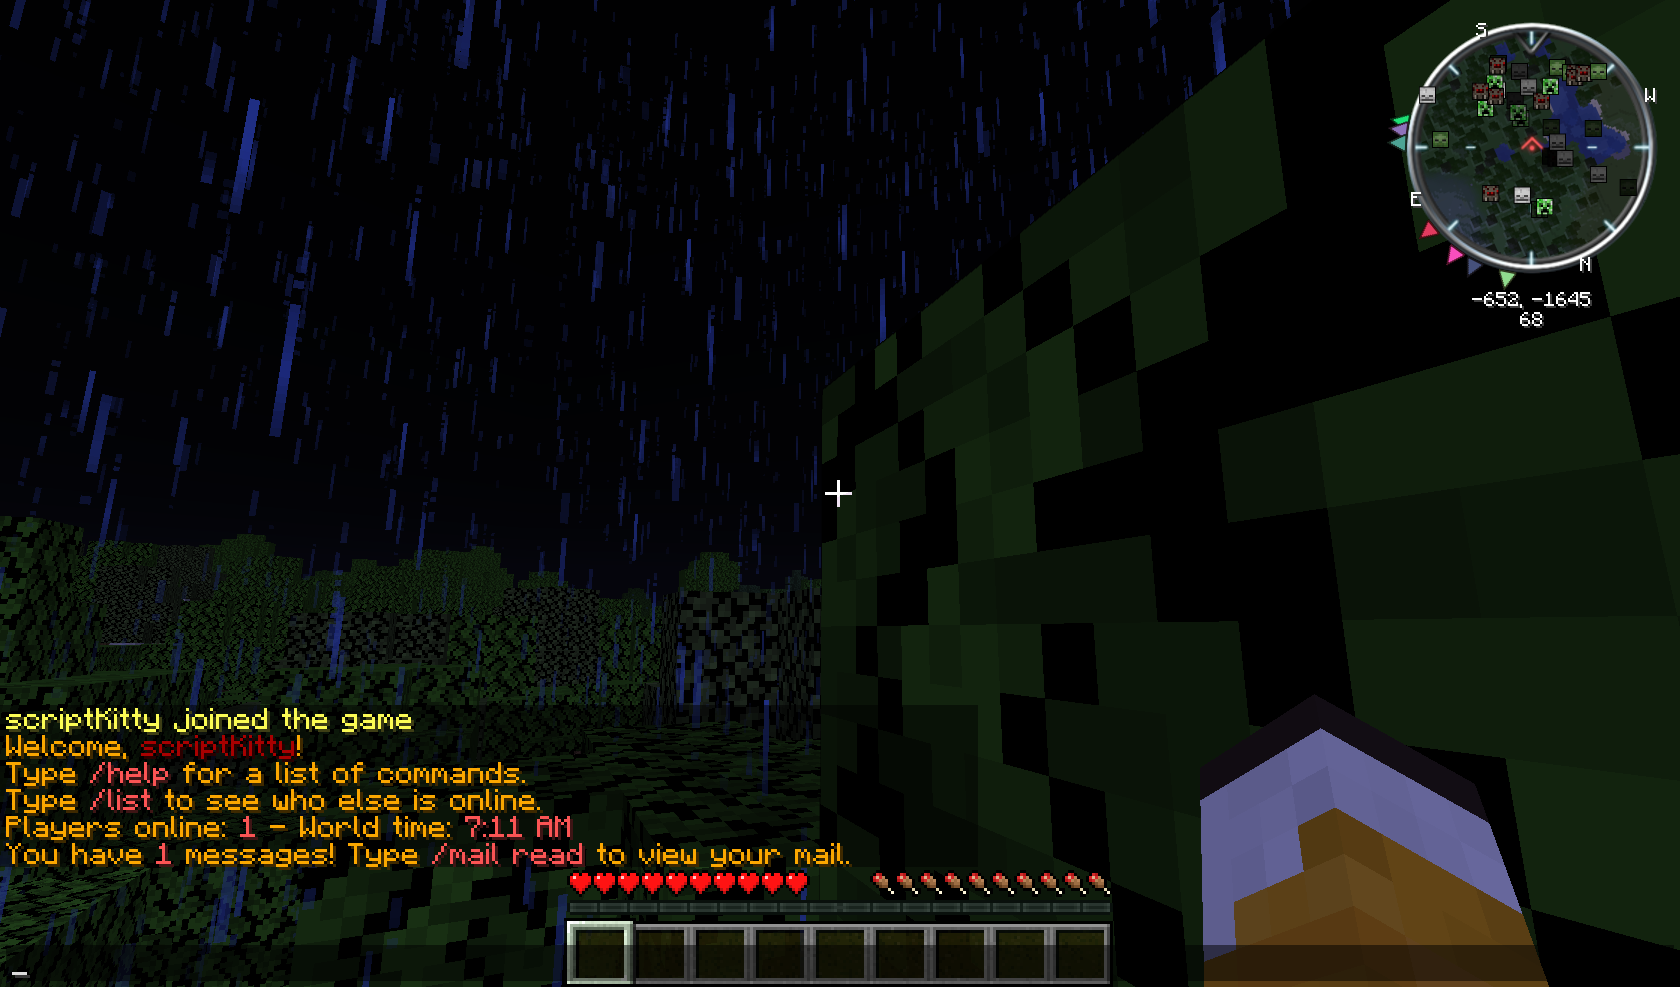 S
W
E
N
-652, -1645
68
scriptKitty joined the game
Welcome, scriptKitty!
Type /help for a list of commands.
Type /list to see who else is online.
Players online: 1 - World time: 7:11 AM
You have 1 messages! Type /mail read to view your mail.
_